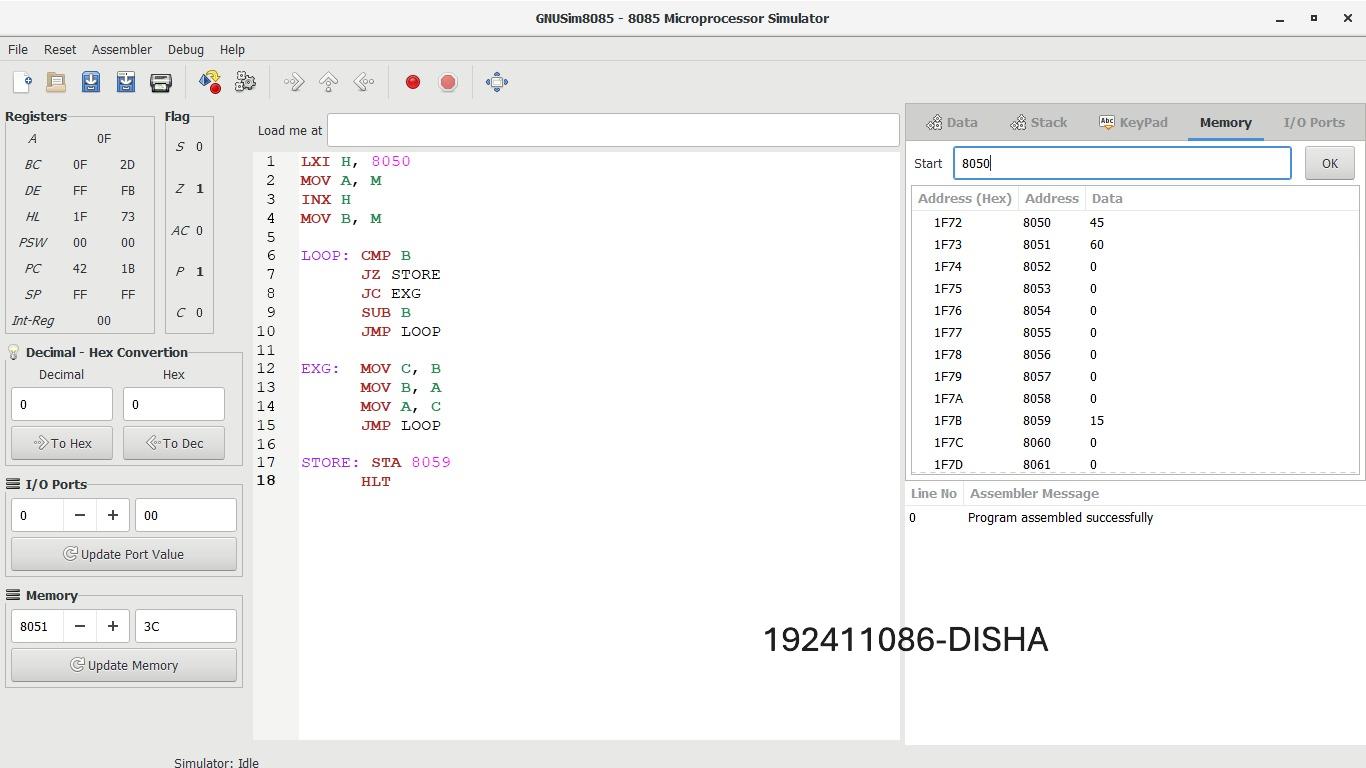 GNUSim8085 - 8085 Microprocessor Simulator
File Reset Assembler Debug Help
Registers
A 0F
BC 0F 2D
DE FF FB
HL 1F 73
PSW 00 00
PC 42 1B
SP FF FF
Int-Reg 00
Flag
S 0
Z 1
AC 0
P 1
C 0
Decimal - Hex Convertion
Decimal Hex
0 0
To Hex To Dec
I/O Ports
0 − + 00
Update Port Value
Memory
8051 − + 3C
Update Memory
Load me at
1 LXI H, 8050
2 MOV A, M
3 INX H
4 MOV B, M
5
6 LOOP: CMP B
7 JZ STORE
8 JC EXG
9 SUB B
10 JMP LOOP
11
12 EXG: MOV C, B
13 MOV B, A
14 MOV A, C
15 JMP LOOP
16
17 STORE: STA 8059
18 HLT
Data Stack Abc KeyPad Memory I/O Ports
Start 8050 OK
Address (Hex) Address Data
1F72 8050 45
1F73 8051 60
1F74 8052 0
1F75 8053 0
1F76 8054 0
1F77 8055 0
1F78 8056 0
1F79 8057 0
1F7A 8058 0
1F7B 8059 15
1F7C 8060 0
1F7D 8061 0
Line No Assembler Message
0 Program assembled successfully
192411086-DISHA
Simulator: Idle